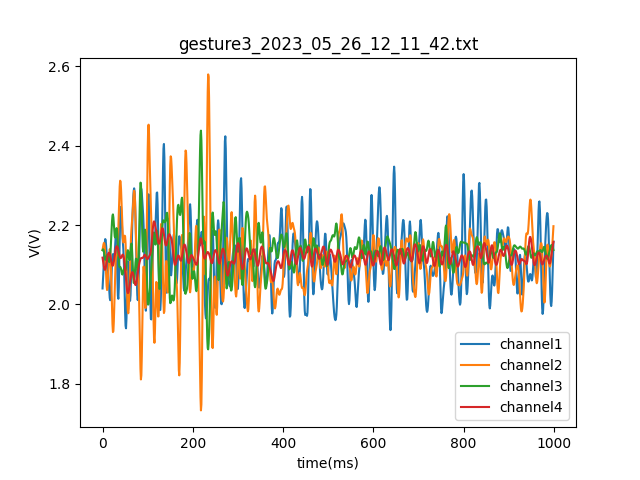 gesture3_2023_05_26_12_11_42.txt
2.6
2.4
2.2
2.0
1.8
V(V)
0 200 400 600 800 1000
time(ms)
channel1
channel2
channel3
channel4